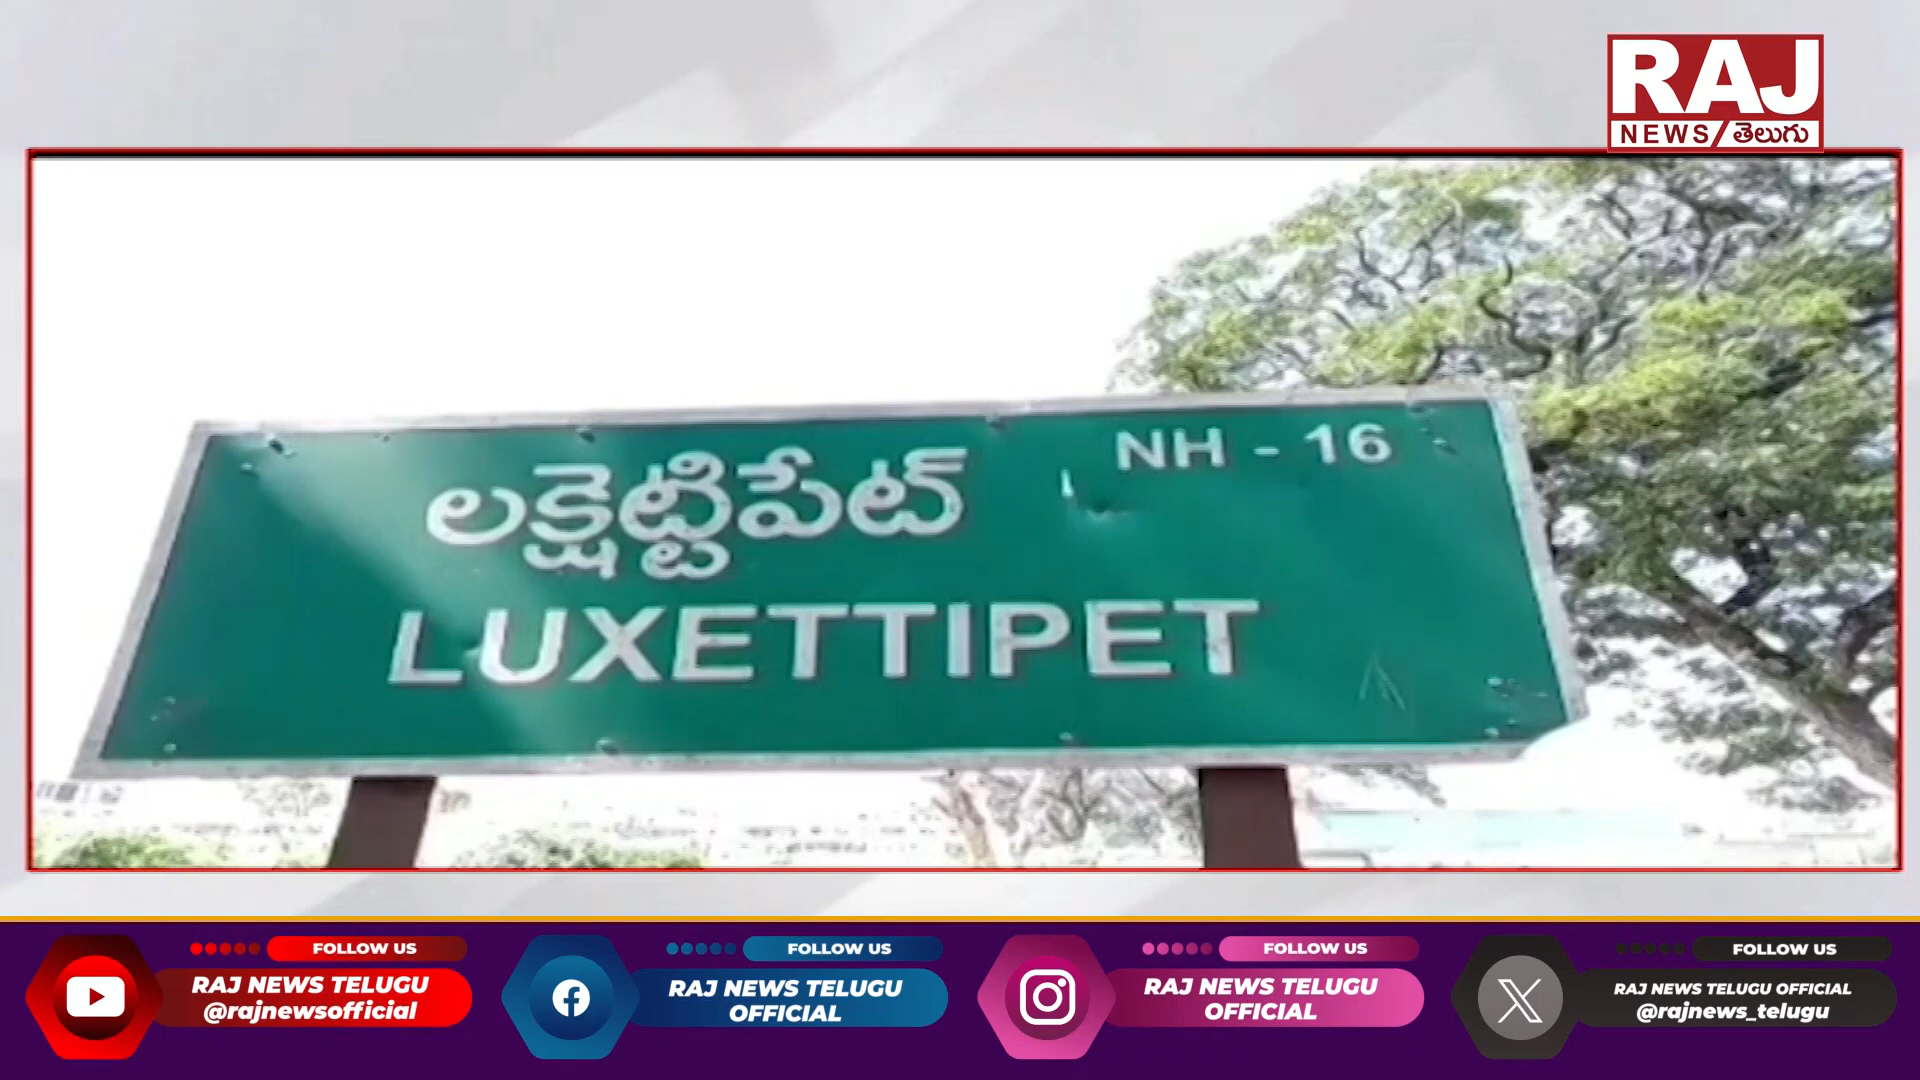 RAJ
NEWS/తెలుగు
NH - 16
లక్షెట్టిపేట్
LUXETTIPET
FOLLOW US
RAJ NEWS TELUGU
@rajnewsofficial
FOLLOW US
RAJ NEWS TELUGU
OFFICIAL
FOLLOW US
RAJ NEWS TELUGU
OFFICIAL
FOLLOW US
RAJ NEWS TELUGU OFFICIAL
@rajnews_telugu